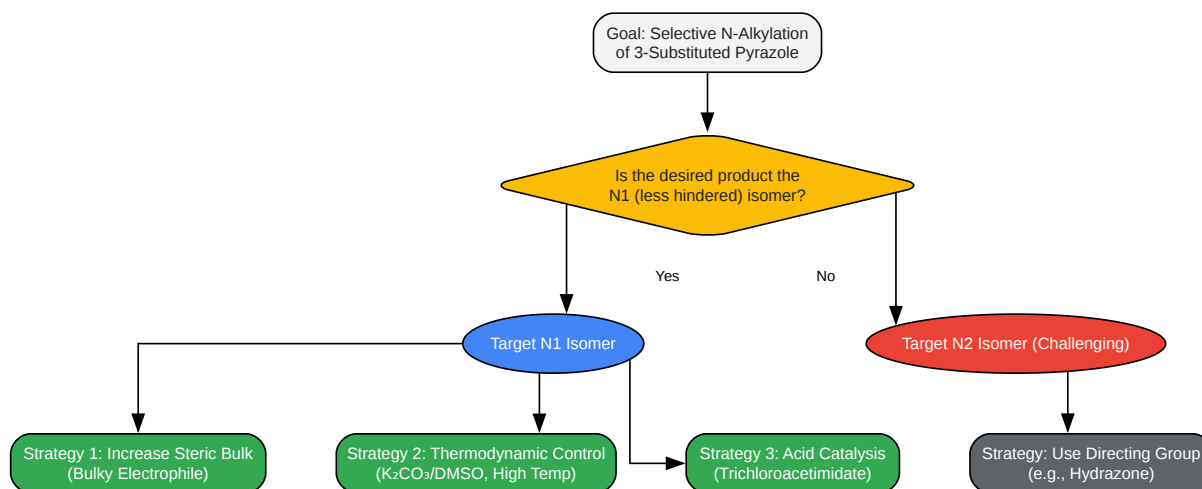 Goal: Selective N-Alkylation
of 3-Substituted Pyrazole
Is the desired product the
N1 (less hindered) isomer?
Yes
No
Target N1 Isomer
Target N2 Isomer (Challenging)
Strategy 1: Increase Steric Bulk
(Bulky Electrophile)
Strategy 2: Thermodynamic Control
(K₂CO₃/DMSO, High Temp)
Strategy 3: Acid Catalysis
(Trichloroacetimidate)
Strategy: Use Directing Group
(e.g., Hydrazone)